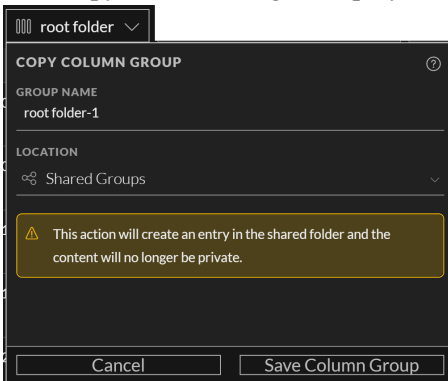 root folder
COPY COLUMN GROUP
GROUP NAME
root folder-1
LOCATION
Shared Groups
This action will create an entry in the shared folder and the
content will no longer be private.
Cancel
Save Column Group